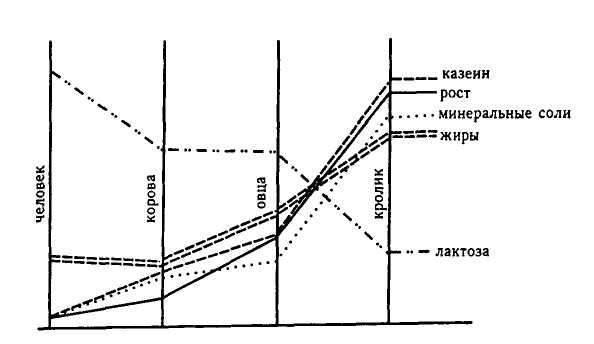 казеин
рост
минеральные соли
жиры
лактоза
человек
корова
овца
кролик